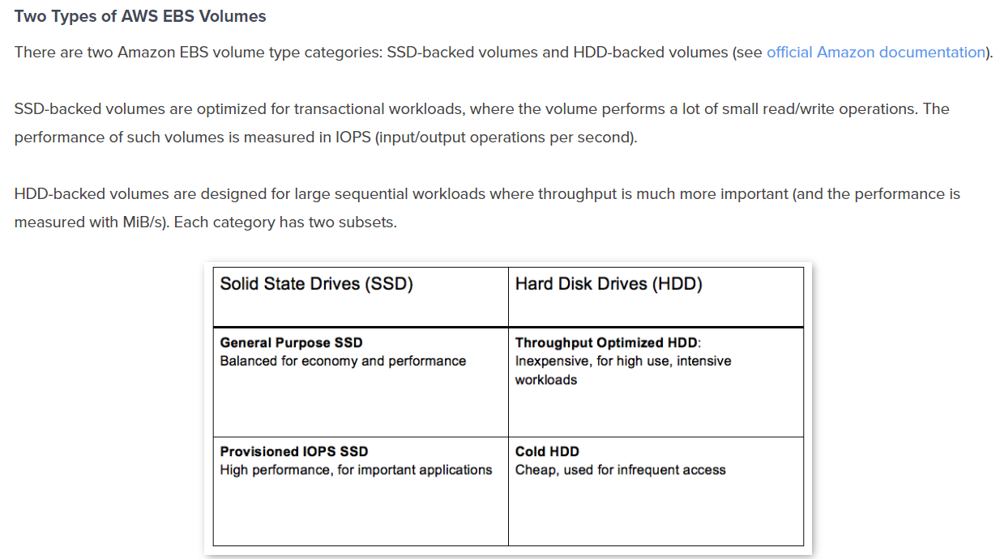 Two Types of AWS EBS Volumes
There are two Amazon EBS volume type categories: SSD-backed volumes and HDD-backed volumes (see official Amazon documentation).
SSD-backed volumes are optimized for transactional workloads, where the volume performs a lot of small read/write operations. The
performance of such volumes is measured in IOPS (input/output operations per second).
HDD-backed volumes are designed for large sequential workloads where throughput is much more important (and the performance is
measured with MiB/s). Each category has two subsets.
Solid State Drives (SSD)
Hard Disk Drives (HDD)
General Purpose SSD
Balanced for economy and performance
Throughput Optimized HDD:
Inexpensive, for high use, intensive
workloads
Provisioned IOPS SSD
High performance, for important applications
Cold HDD
Cheap, used for infrequent access